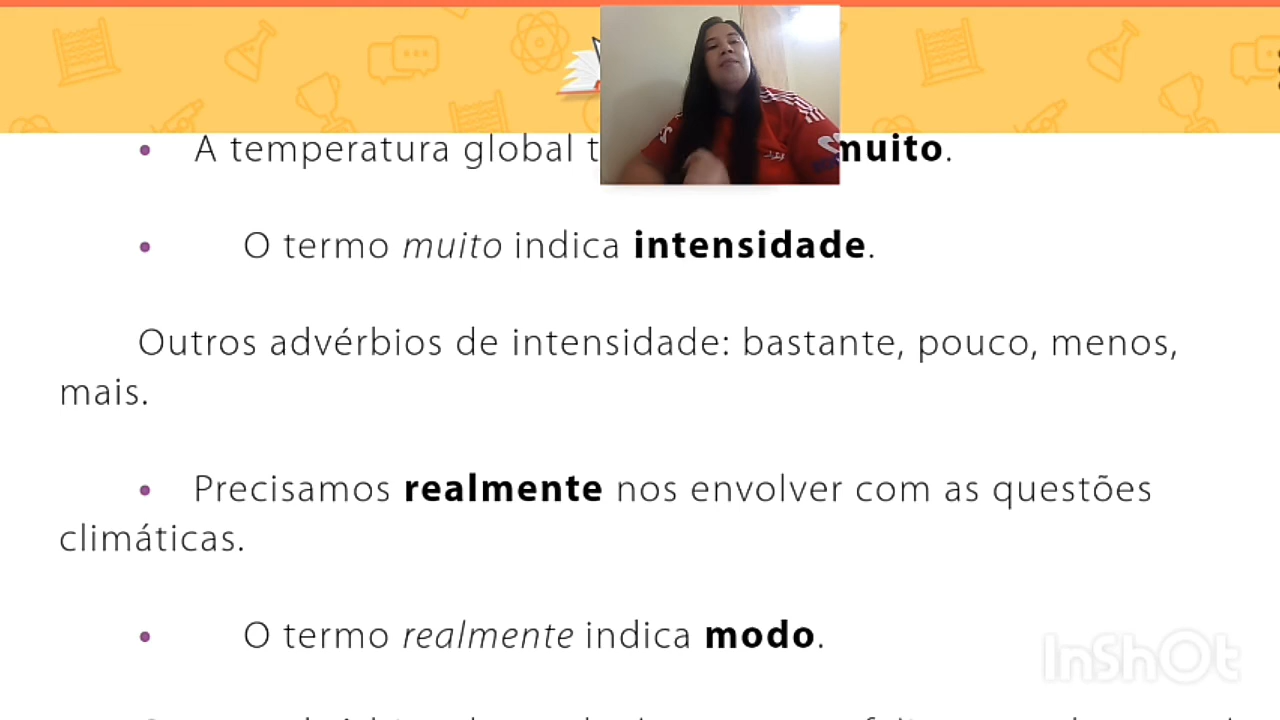 • A temperatura global muito.
• O termo muito indica intensidade.
Outros advérbios de intensidade: bastante, pouco, menos,
mais.
• Precisamos realmente nos envolver com as questões
climáticas.
• O termo realmente indica modo.
InShOt